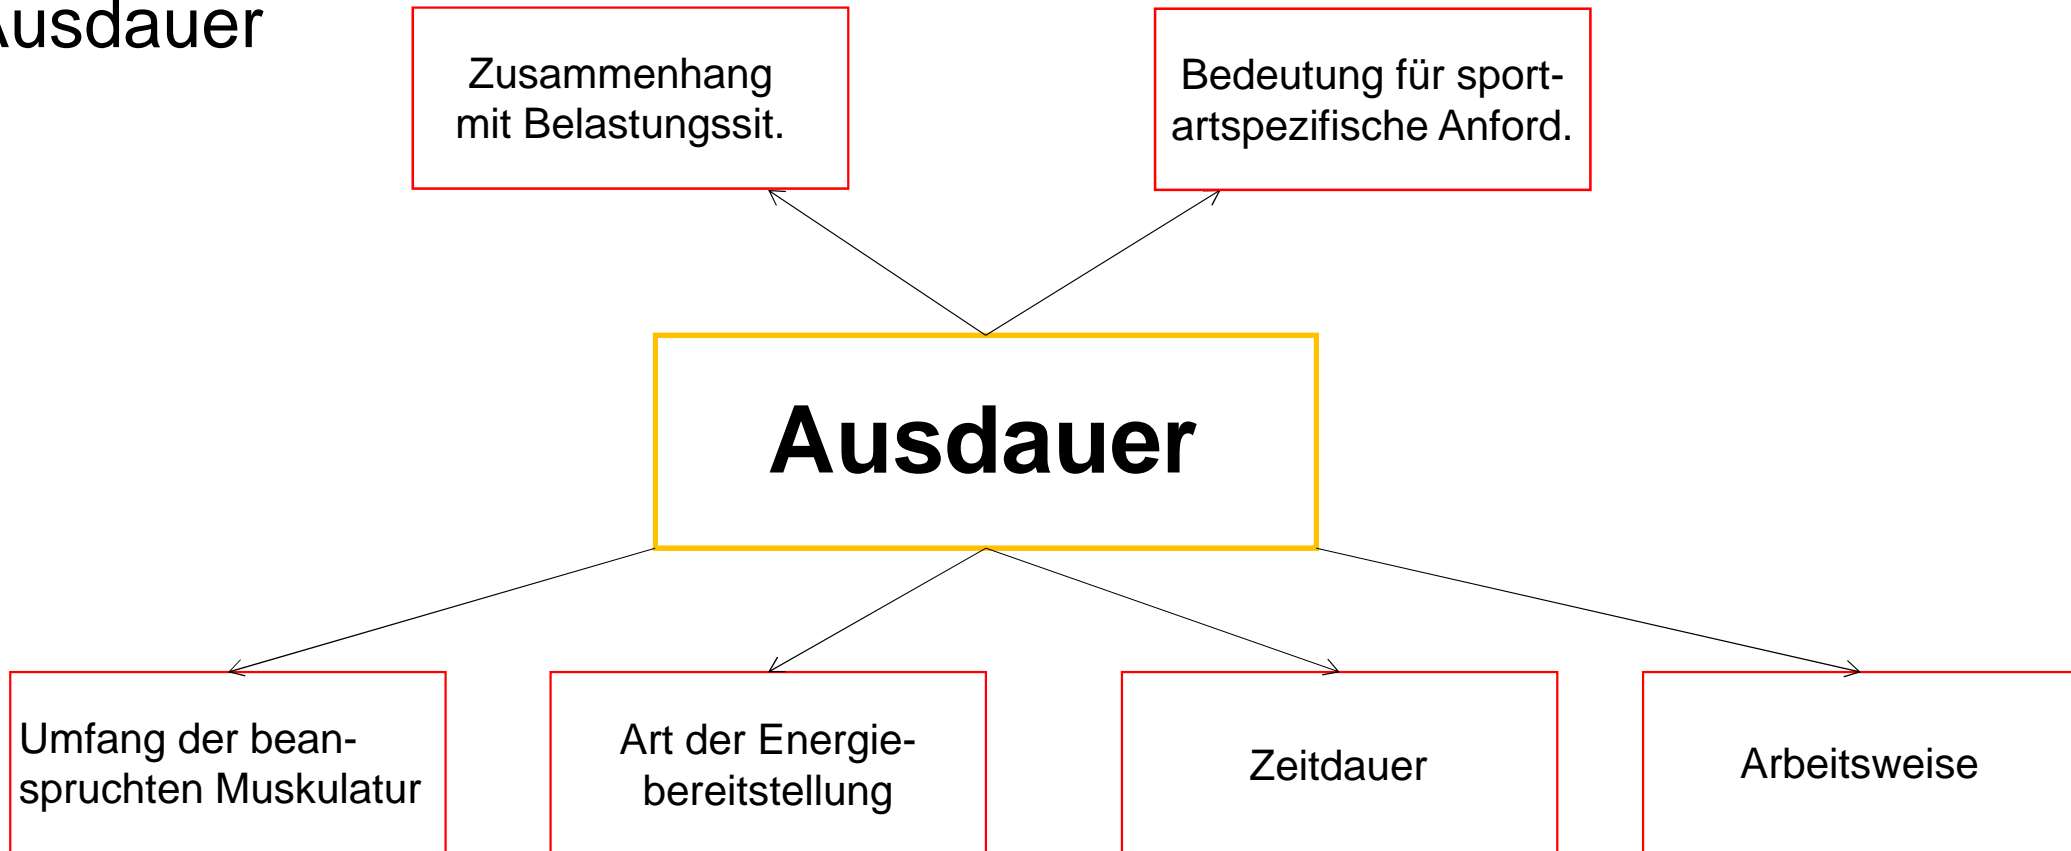 Ausdauer
Zusammenhang
mit Belastungssit.
Bedeutung für sport-
artspezifische Anford.
Ausdauer
Umfang der bean-
spruchten Muskulatur
Art der Energie-
bereitstellung
Zeitdauer
Arbeitsweise